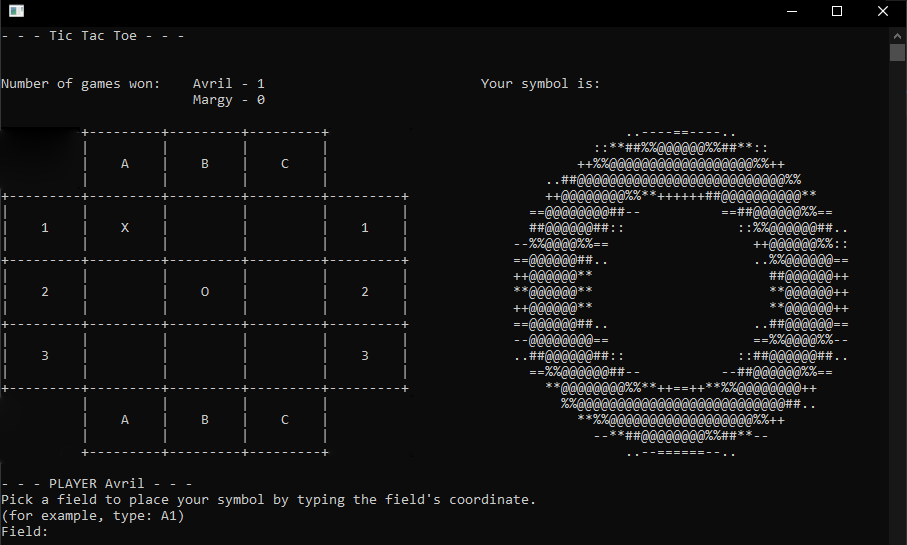 - - - Tic Tac Toe - - -
Number of games won: Avril - 1 Your symbol is:
Margy - 0
A B C
1 X 1
2 O 2
3 3
A B C
- - - PLAYER Avril - - -
Pick a field to place your symbol by typing the field's coordinate.
(for example, type: A1)
Field: